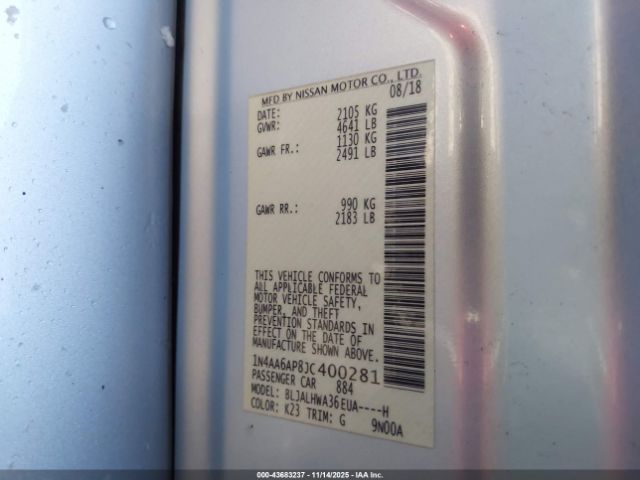 MFD BY NISSAN MOTOR CO., LTD.
DATE: 08/18
GVWR: 2105 KG
4641 LB
GAWR FR.: 1130 KG
2491 LB
GAWR RR.: 990 KG
2183 LB
THIS VEHICLE CONFORMS TO
ALL APPLICABLE FEDERAL
MOTOR VEHICLE SAFETY,
BUMPER, AND THEFT
PREVENTION STANDARDS IN
EFFECT ON THE DATE OF
MANUFACTURE SHOWN ABOVE.
1N4AA6AP8JC400281
PASSENGER CAR 884
MODEL: BLJALHWA36EUA----H
COLOR: K23 TRIM: G 9N00A
© IAA 1-43683237 - 11/14/2025 - IAAI.COM